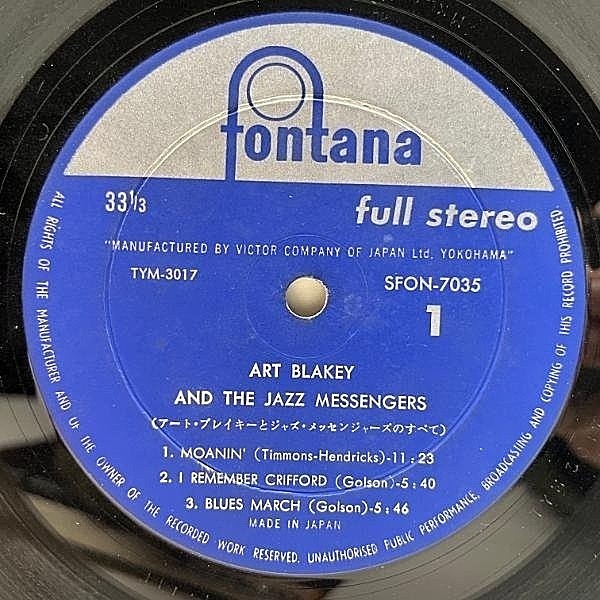 fontana
33 1/3
full stereo
"MANUFACTURED BY VICTOR COMPANY OF JAPAN Ltd. YOKOHAMA"
TYM-3017
SFON-7035
1
ART BLAKEY
AND THE JAZZ MESSENGERS
(アート・ブレイキーとジャズ・メッセンジャーズのすべて)
1. MOANIN' (Timmons-Hendricks)-11:23
2. I REMEMBER CRIFFORD (Golson)-5:40
3. BLUES MARCH (Golson)-5:46
MADE IN JAPAN
ALL RIGHTS OF THE MANUFACTURER AND OF THE OWNER OF THE RECORDED WORK RESERVED. UNAUTHORISED PUBLIC PERFORMANCE, BROADCASTING AND COPYING OF THIS RECORD PROHIBITED.